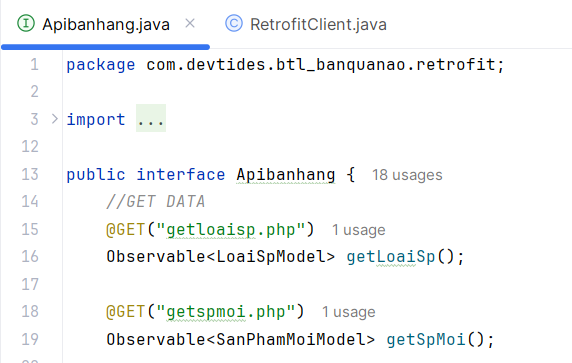 Apibanhang.java
RetrofitClient.java
1 package com.devtides.btl_banquanao.retrofit;
2
3 import ...
12
13 public interface Apibanhang { 18 usages
14 //GET DATA
15 @GET("getloaisp.php") 1 usage
16 Observable<LoaiSpModel> getLoaiSp();
17
18 @GET("getspmoi.php") 1 usage
19 Observable<SanPhamMoiModel> getSpMoi();